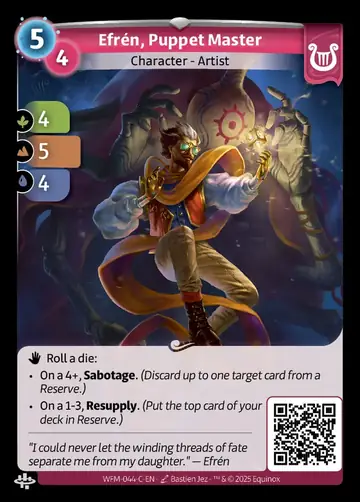 5
4
Efrén, Puppet Master
Character - Artist
4
5
4
Roll a die:
• On a 4+, Sabotage. (Discard up to one target card from a
Reserve.)
• On a 1-3, Resupply. (Put the top card of your
deck in Reserve.)
"I could never let the winding threads of fate
separate me from my daughter." — Efrén
WFM-044-C-EN - Bastien Jez - ™ & © 2025 Equinox